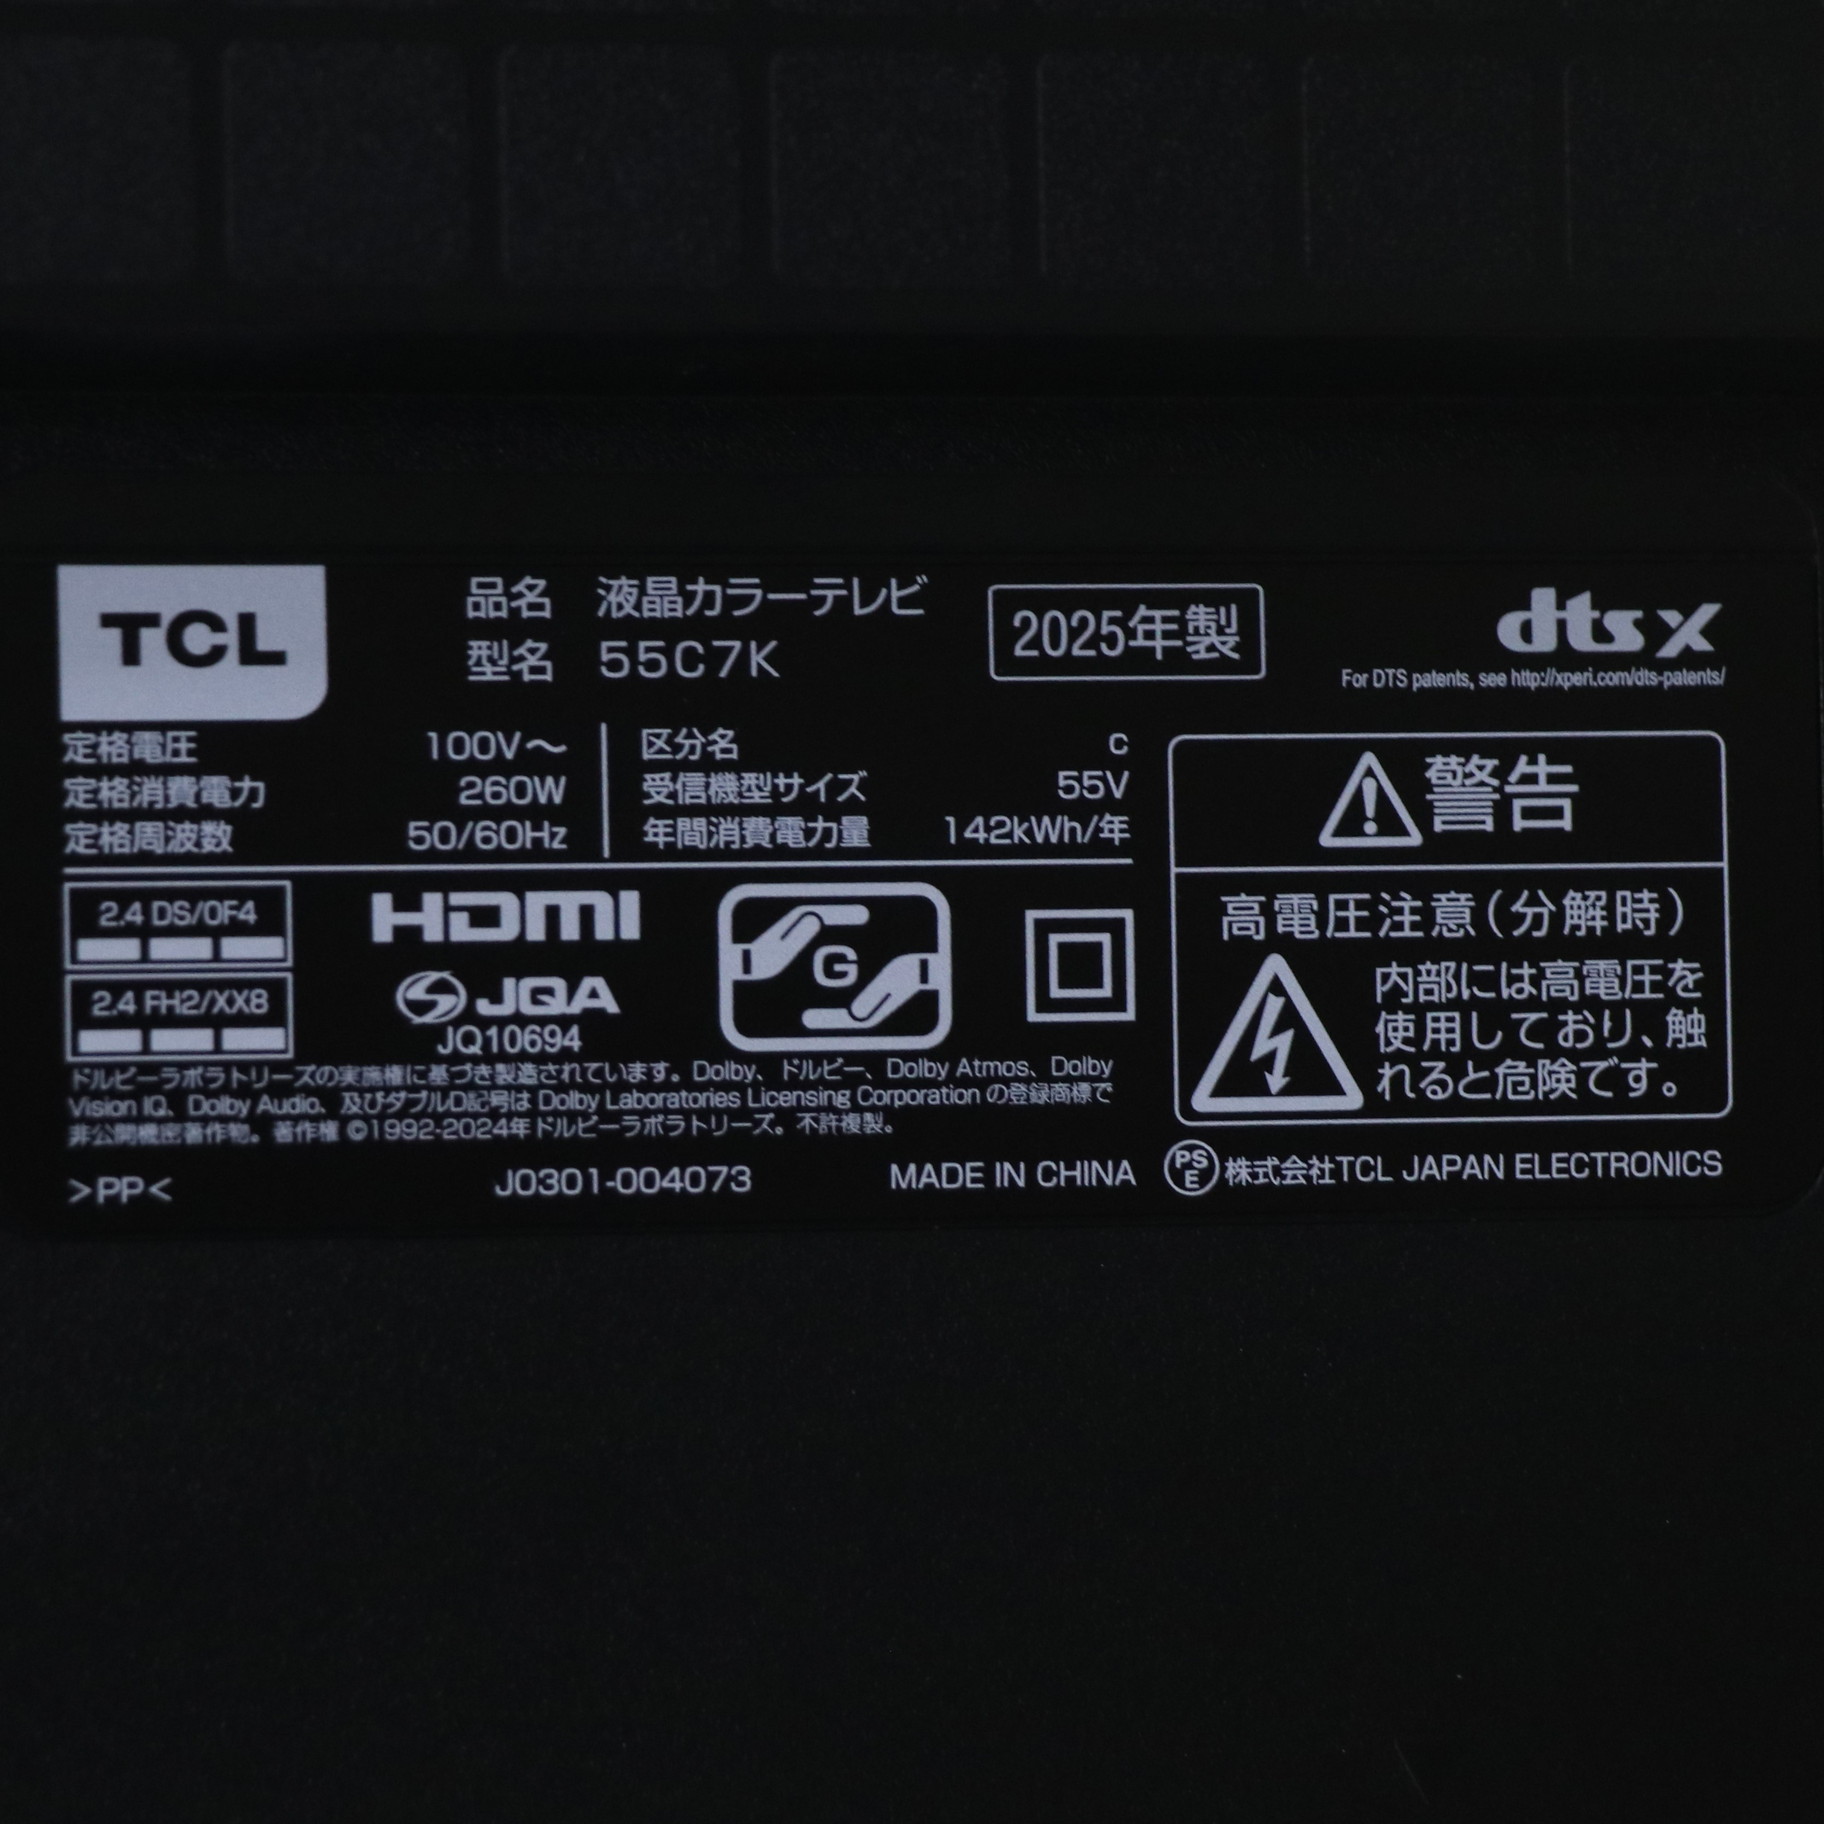 TCL
品名 液晶カラーテレビ
型名 55C7K
2025年製
dts x
For DTS patents, see http://xperi.com/dts-patents/
定格電圧 100V～
定格消費電力 260W
定格周波数 50/60Hz
区分名 C
受信機型サイズ 55V
年間消費電力量 142kWh/年
警告
高電圧注意(分解時)
内部には高電圧を
使用しており、触
れると危険です。
2.4 DS/OF4
2.4 FH2/XX8
HDMI
JQA
JQ10694
G
ドルビーラボラトリーズの実施権に基づき製造されています。Dolby、ドルビー、Dolby Atmos、Dolby
Vision IQ、Dolby Audio、及びダブルD記号は Dolby Laboratories Licensing Corporation の登録商標で
非公開機密著作物。著作権 ©1992-2024年ドルビーラボラトリーズ。不許複製。
>PP< J0301-004073 MADE IN CHINA PSE 株式会社TCL JAPAN ELECTRONICS